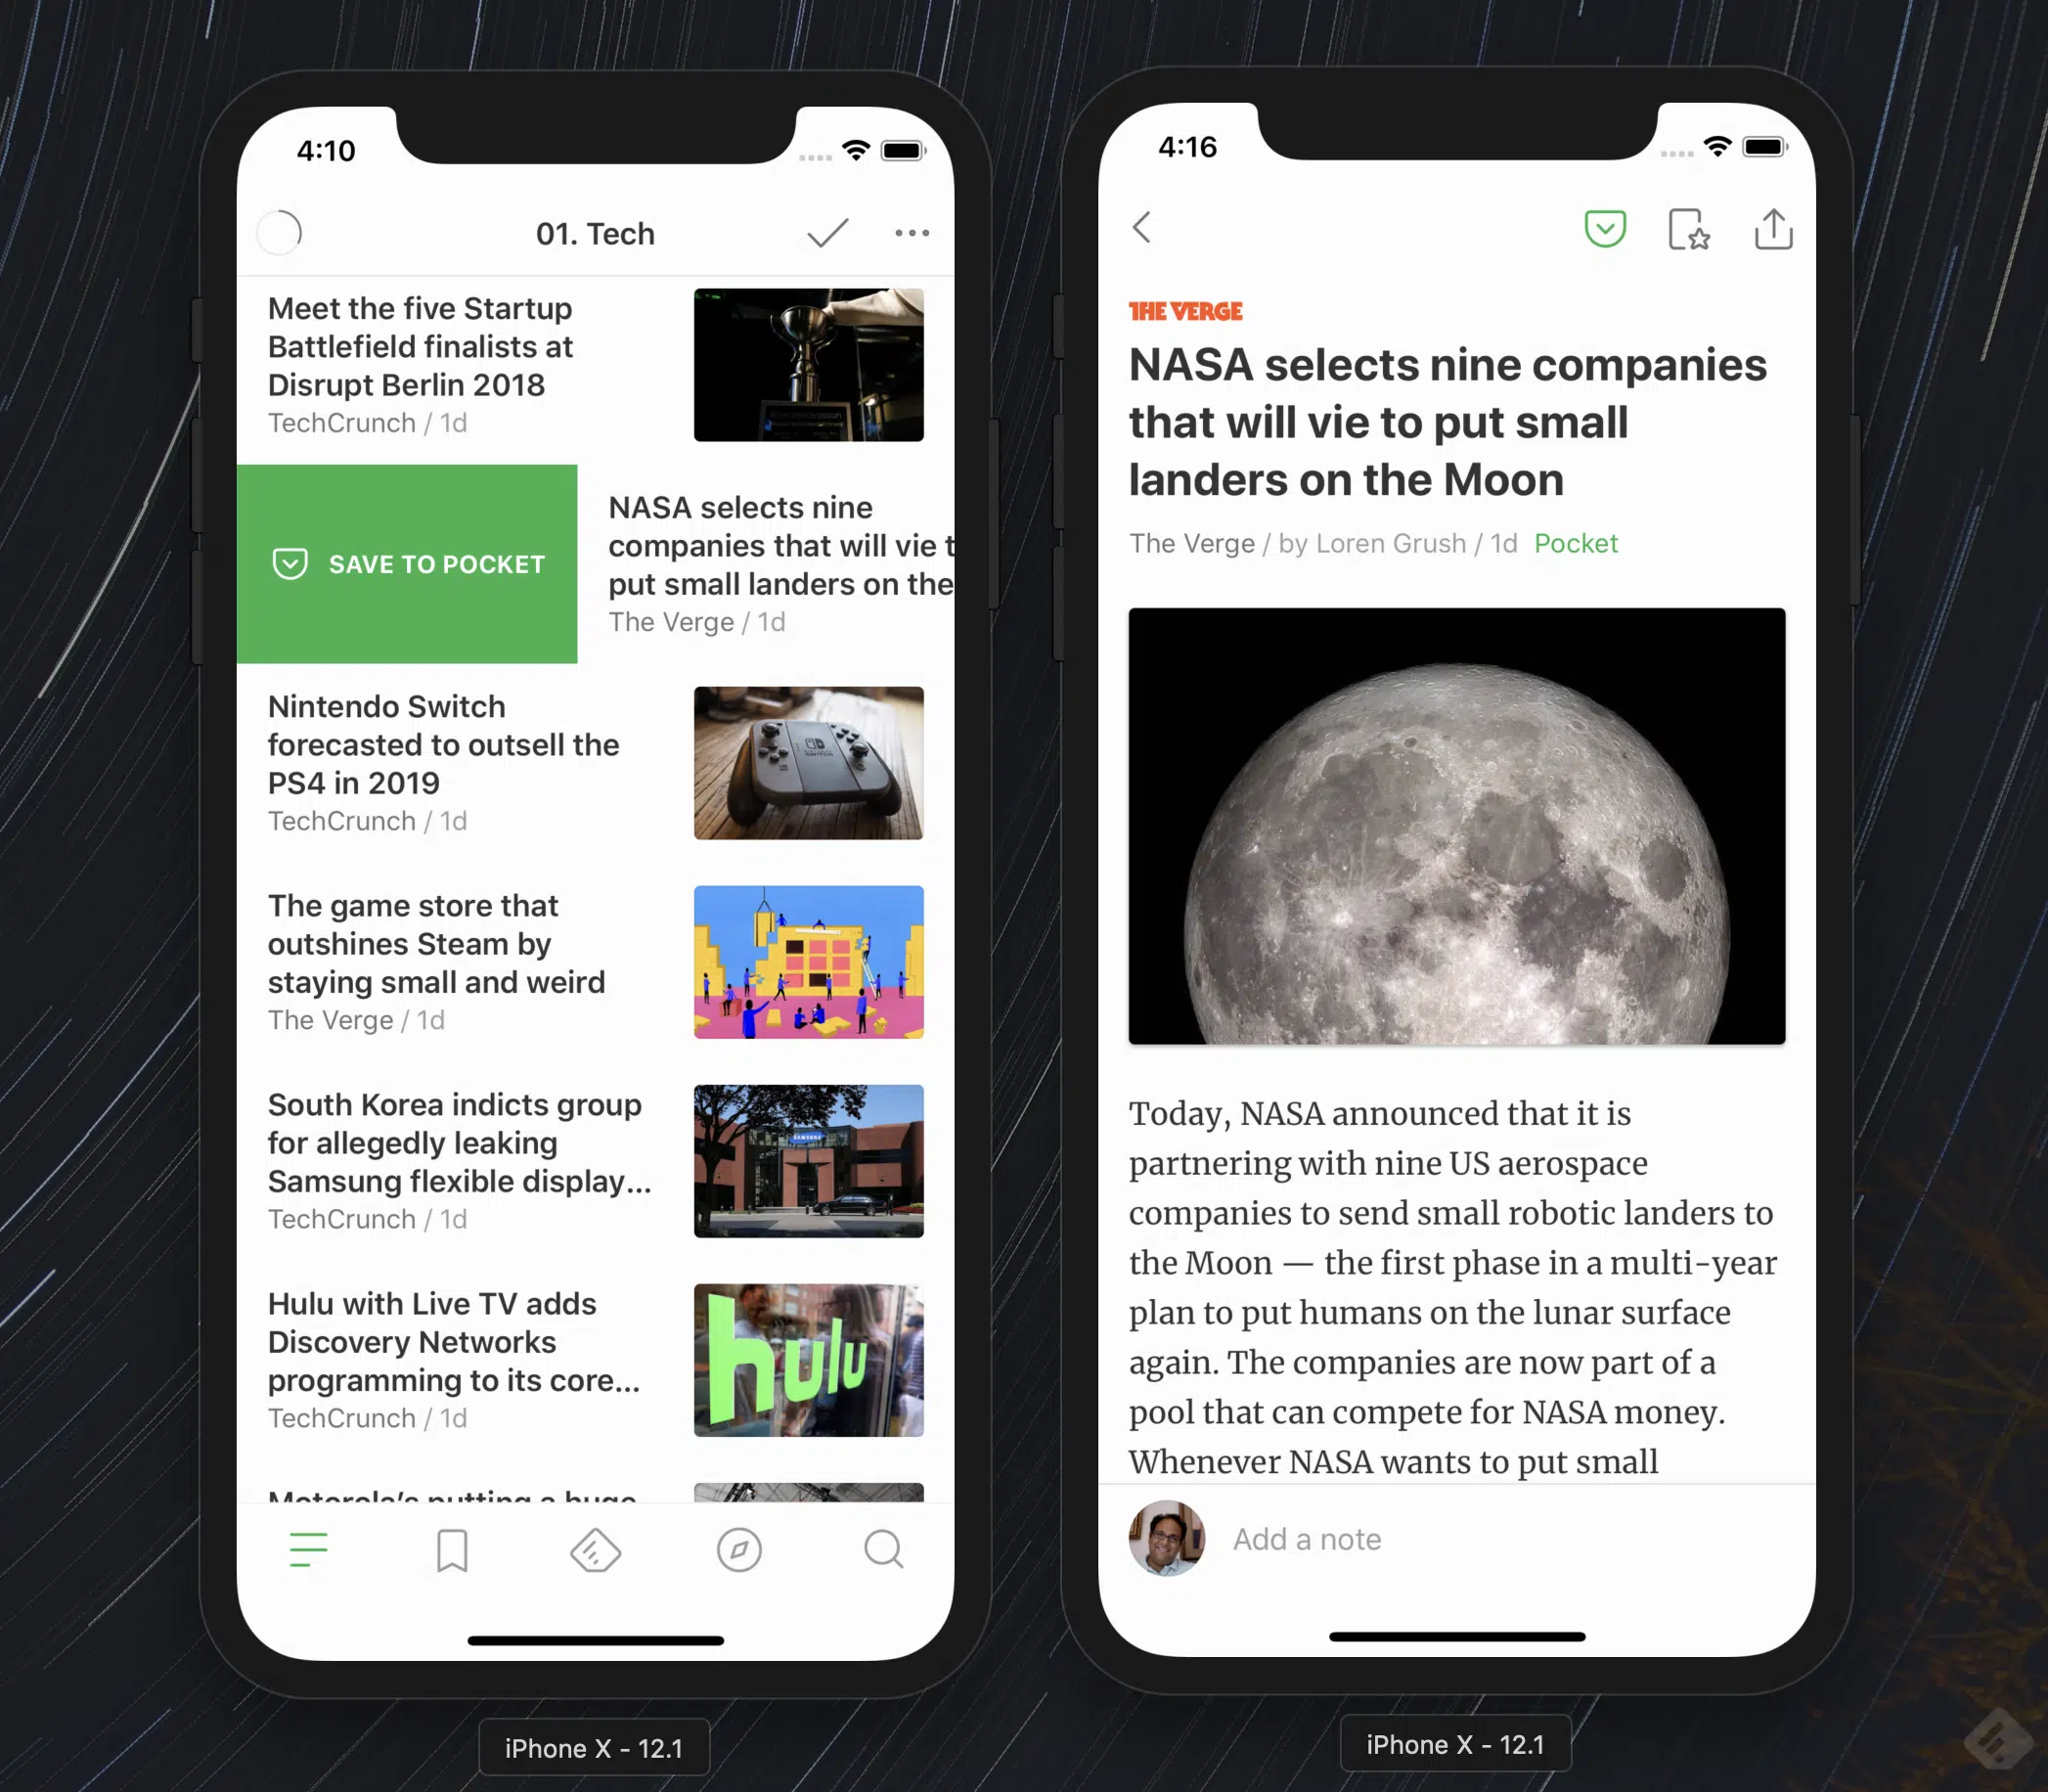 4:10
01. Tech
Meet the five Startup
Battlefield finalists at
Disrupt Berlin 2018
TechCrunch / 1d
SAVE TO POCKET
NASA selects nine
companies that will vie t
put small landers on the
The Verge / 1d
Nintendo Switch
forecasted to outsell the
PS4 in 2019
TechCrunch / 1d
The game store that
outshines Steam by
staying small and weird
The Verge / 1d
South Korea indicts group
for allegedly leaking
Samsung flexible display...
TechCrunch / 1d
SAMSUNG
Hulu with Live TV adds
Discovery Networks
programming to its core...
TechCrunch / 1d
hulu
Motorola's putting a huge
iPhone X - 12.1
4:16
THE VERGE
NASA selects nine companies
that will vie to put small
landers on the Moon
The Verge / by Loren Grush / 1d Pocket
Today, NASA announced that it is
partnering with nine US aerospace
companies to send small robotic landers to
the Moon — the first phase in a multi-year
plan to put humans on the lunar surface
again. The companies are now part of a
pool that can compete for NASA money.
Whenever NASA wants to put small
Add a note
iPhone X - 12.1